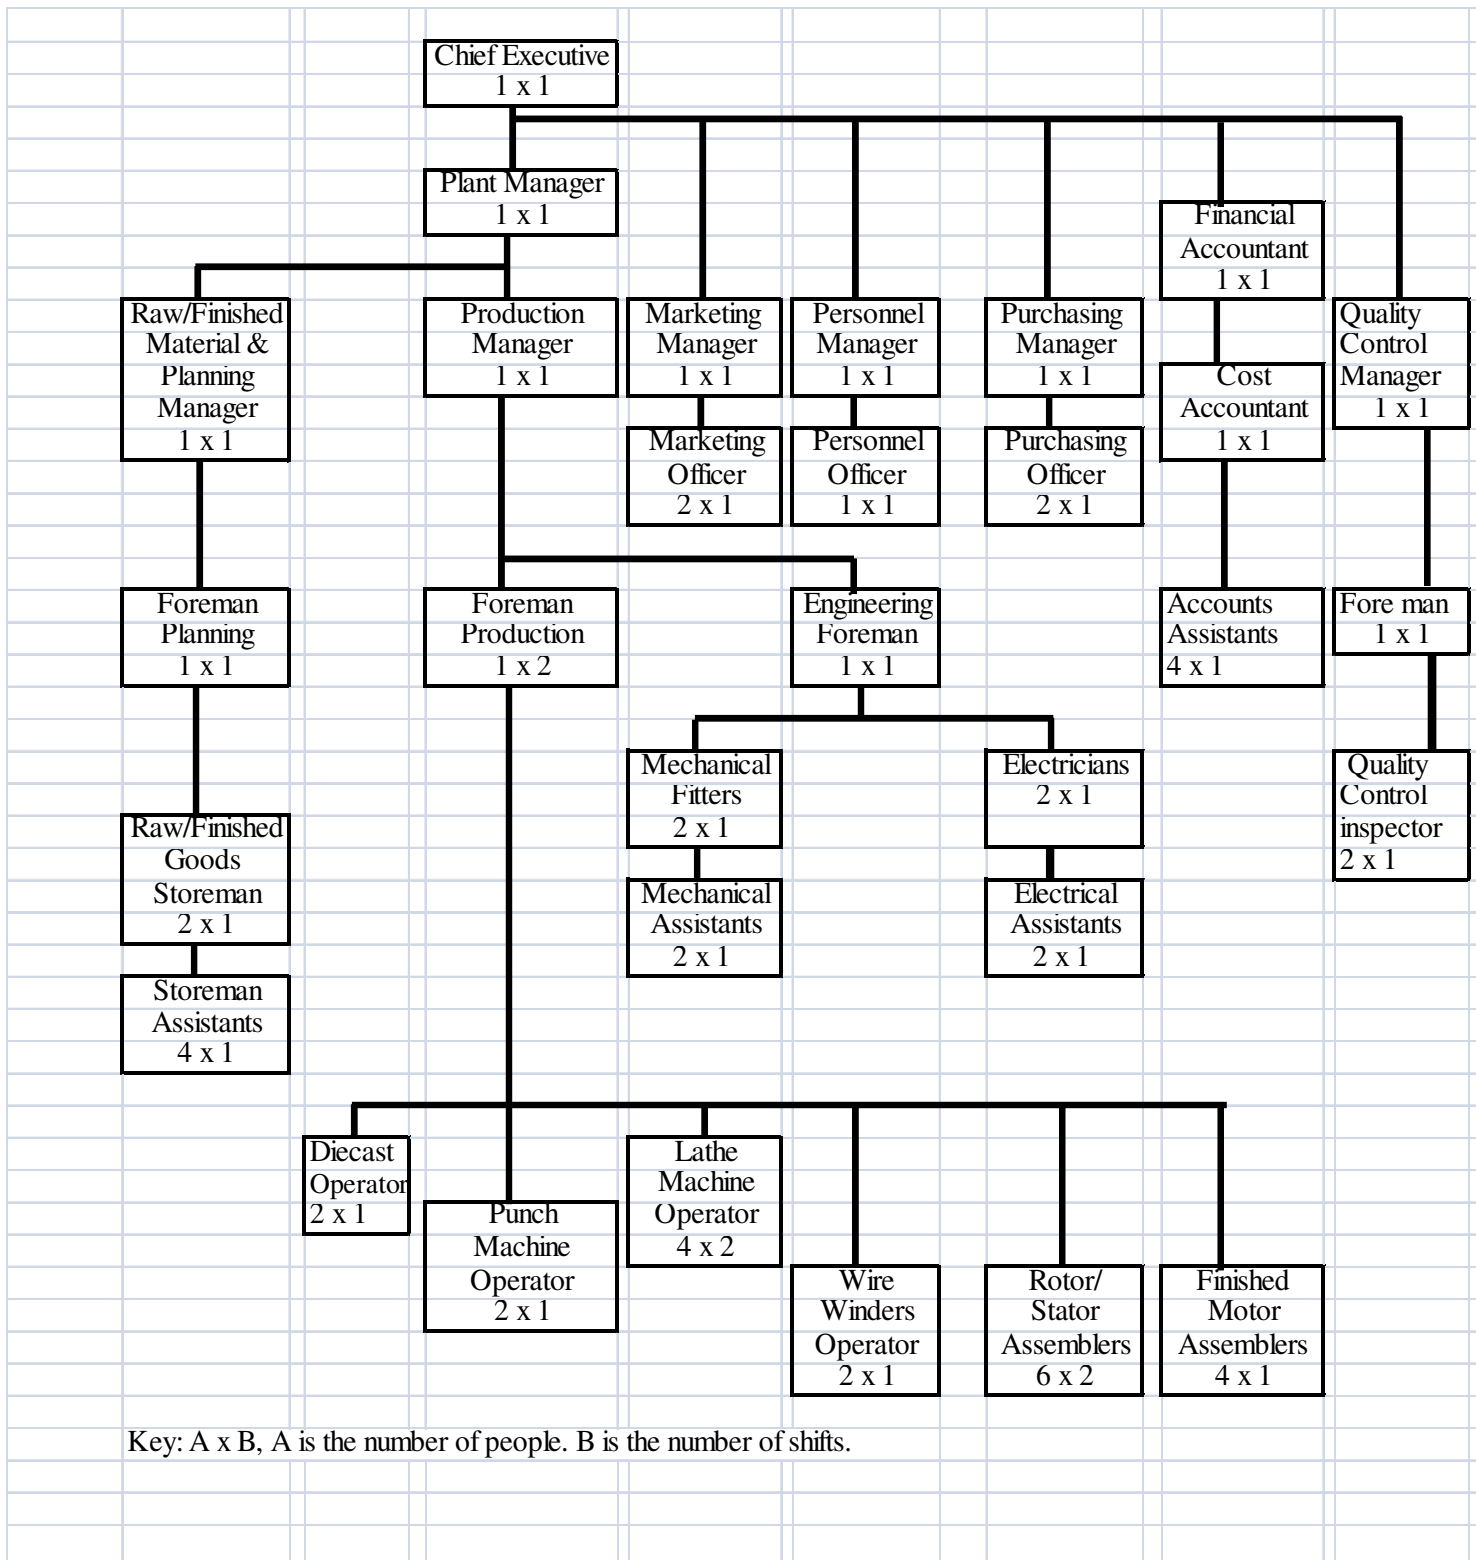 Chief Executive
1 x 1
Plant Manager
1 x 1
Financial
Accountant
1 x 1
Raw/Finished
Material &
Planning
Manager
1 x 1
Production
Manager
1 x 1
Marketing
Manager
1 x 1
Personnel
Manager
1 x 1
Purchasing
Manager
1 x 1
Cost
Accountant
1 x 1
Quality
Control
Manager
1 x 1
Marketing
Officer
2 x 1
Personnel
Officer
1 x 1
Purchasing
Officer
2 x 1
Foreman
Planning
1 x 1
Foreman
Production
1 x 2
Engineering
Foreman
1 x 1
Accounts
Assistants
4 x 1
Fore man
1 x 1
Mechanical
Fitters
2 x 1
Electricians
2 x 1
Quality
Control
inspector
2 x 1
Raw/Finished
Goods
Storeman
2 x 1
Mechanical
Assistants
2 x 1
Electrical
Assistants
2 x 1
Storeman
Assistants
4 x 1
Diecast
Operator
2 x 1
Punch
Machine
Operator
2 x 1
Lathe
Machine
Operator
4 x 2
Wire
Winders
Operator
2 x 1
Rotor/
Stator
Assemblers
6 x 2
Finished
Motor
Assemblers
4 x 1
Key: A x B, A is the number of people. B is the number of shifts.